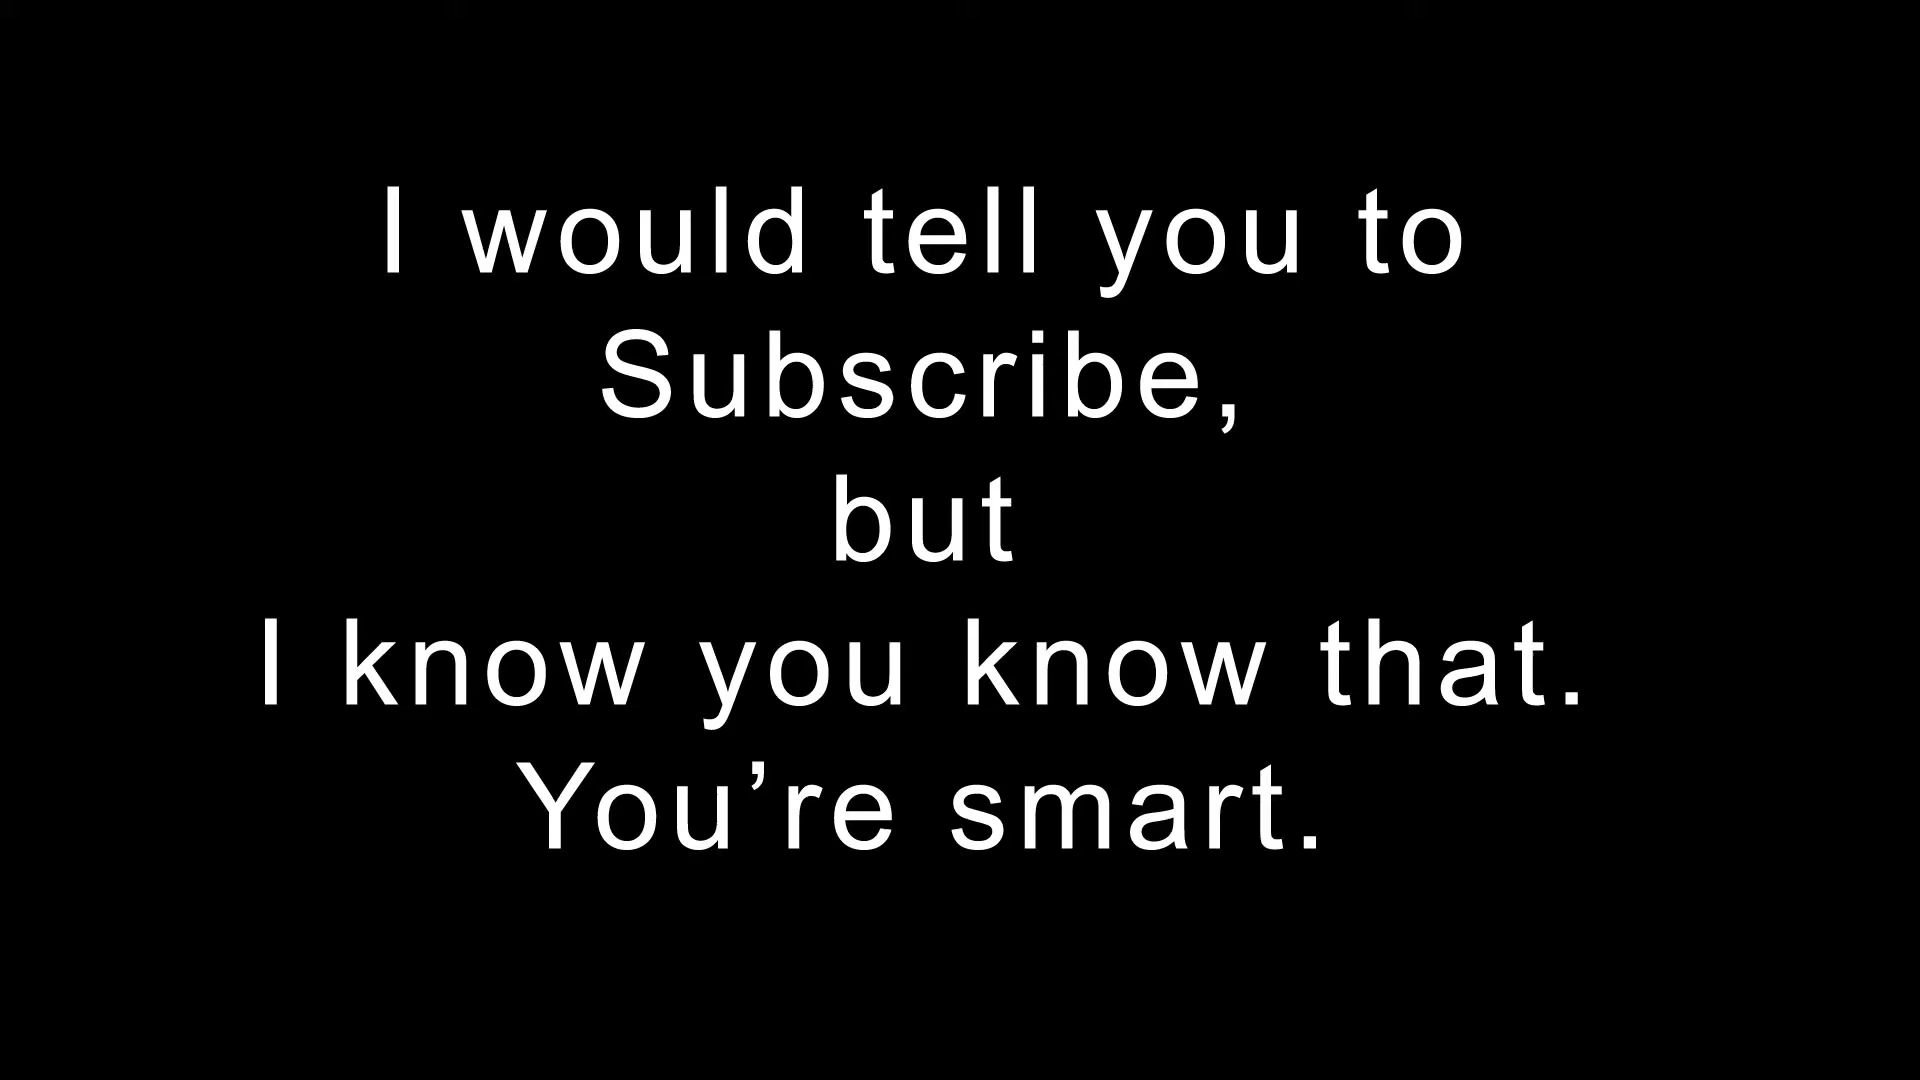 I would tell you to
Subscribe,
but
I know you know that.
You’re smart.